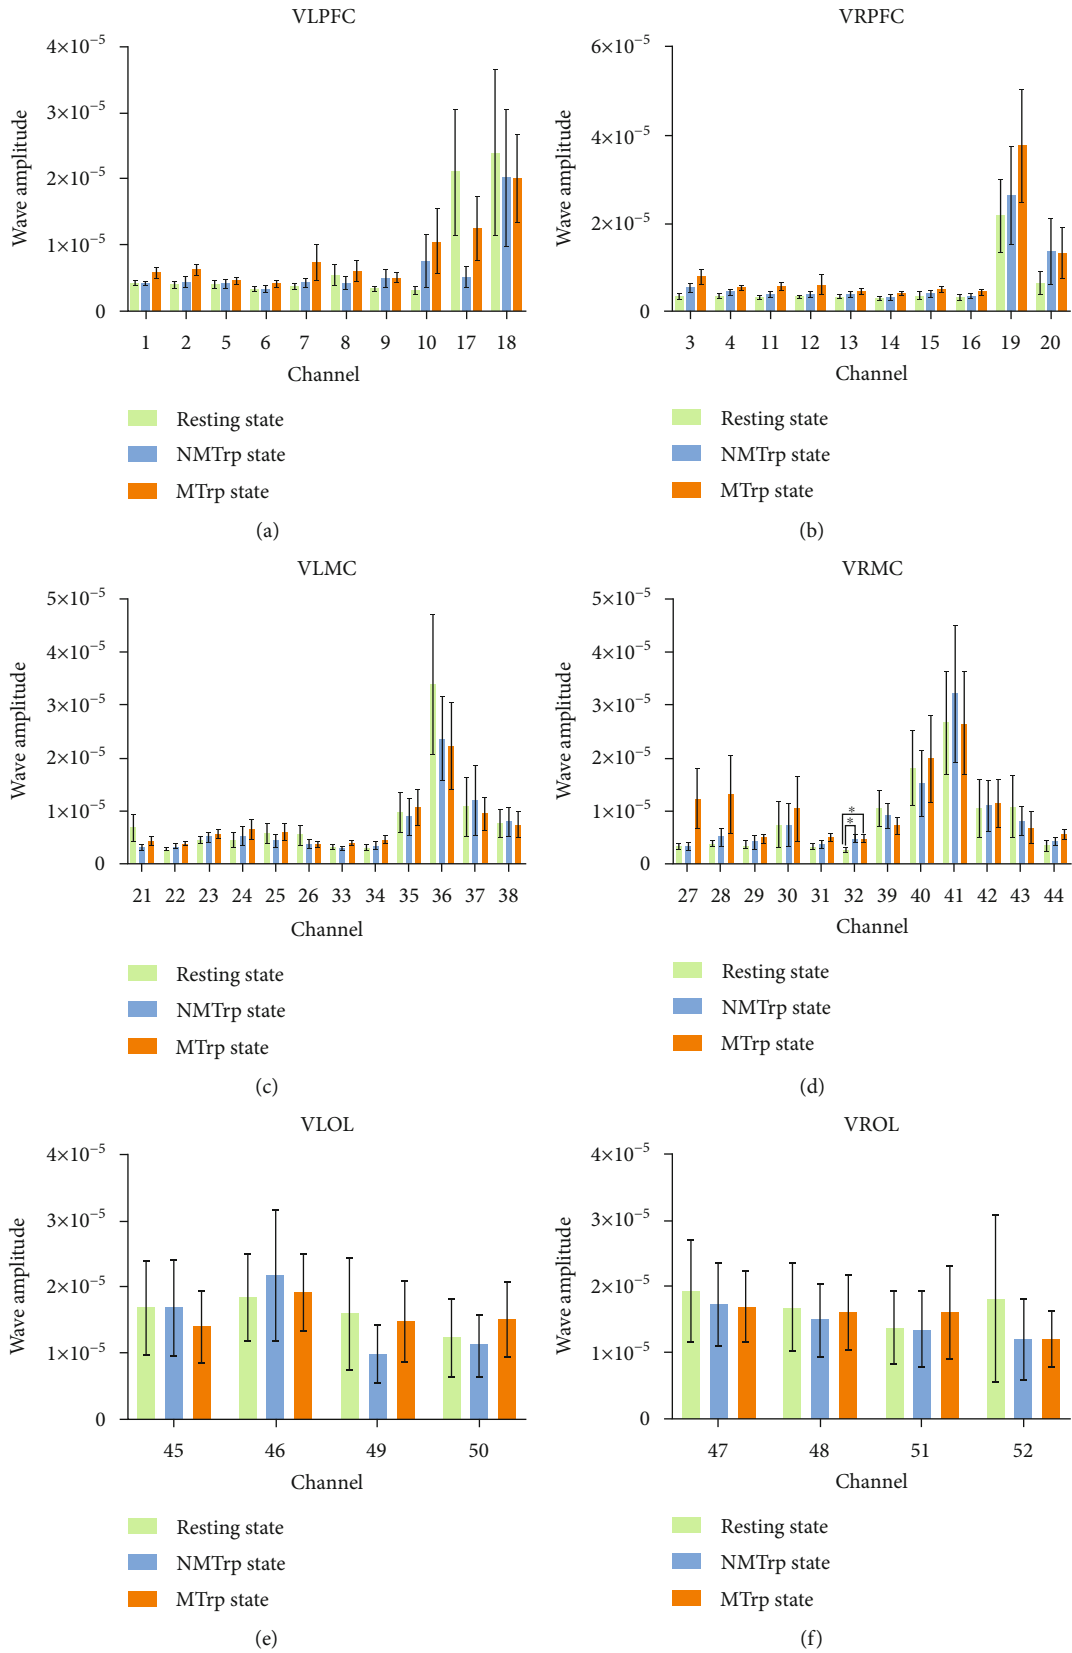 VLPFC
Wave amplitude
4×10⁻⁵
3×10⁻⁵
2×10⁻⁵
1×10⁻⁵
0
1 2 5 6 7 8 9 10 17 18
Channel
Resting state
NMTrp state
MTrp state
(a)
VRPFC
Wave amplitude
6×10⁻⁵
4×10⁻⁵
2×10⁻⁵
0
3 4 11 12 13 14 15 16 19 20
Channel
Resting state
NMTrp state
MTrp state
(b)
VLMC
Wave amplitude
5×10⁻⁵
4×10⁻⁵
3×10⁻⁵
2×10⁻⁵
1×10⁻⁵
0
21 22 23 24 25 26 33 34 35 36 37 38
Channel
Resting state
NMTrp state
MTrp state
(c)
VRMC
Wave amplitude
5×10⁻⁵
4×10⁻⁵
3×10⁻⁵
2×10⁻⁵
1×10⁻⁵
0
*
*
27 28 29 30 31 32 39 40 41 42 43 44
Channel
Resting state
NMTrp state
MTrp state
(d)
VLOL
Wave amplitude
4×10⁻⁵
3×10⁻⁵
2×10⁻⁵
1×10⁻⁵
0
45 46 49 50
Channel
Resting state
NMTrp state
MTrp state
(e)
VROL
Wave amplitude
4×10⁻⁵
3×10⁻⁵
2×10⁻⁵
1×10⁻⁵
0
47 48 51 52
Channel
Resting state
NMTrp state
MTrp state
(f)